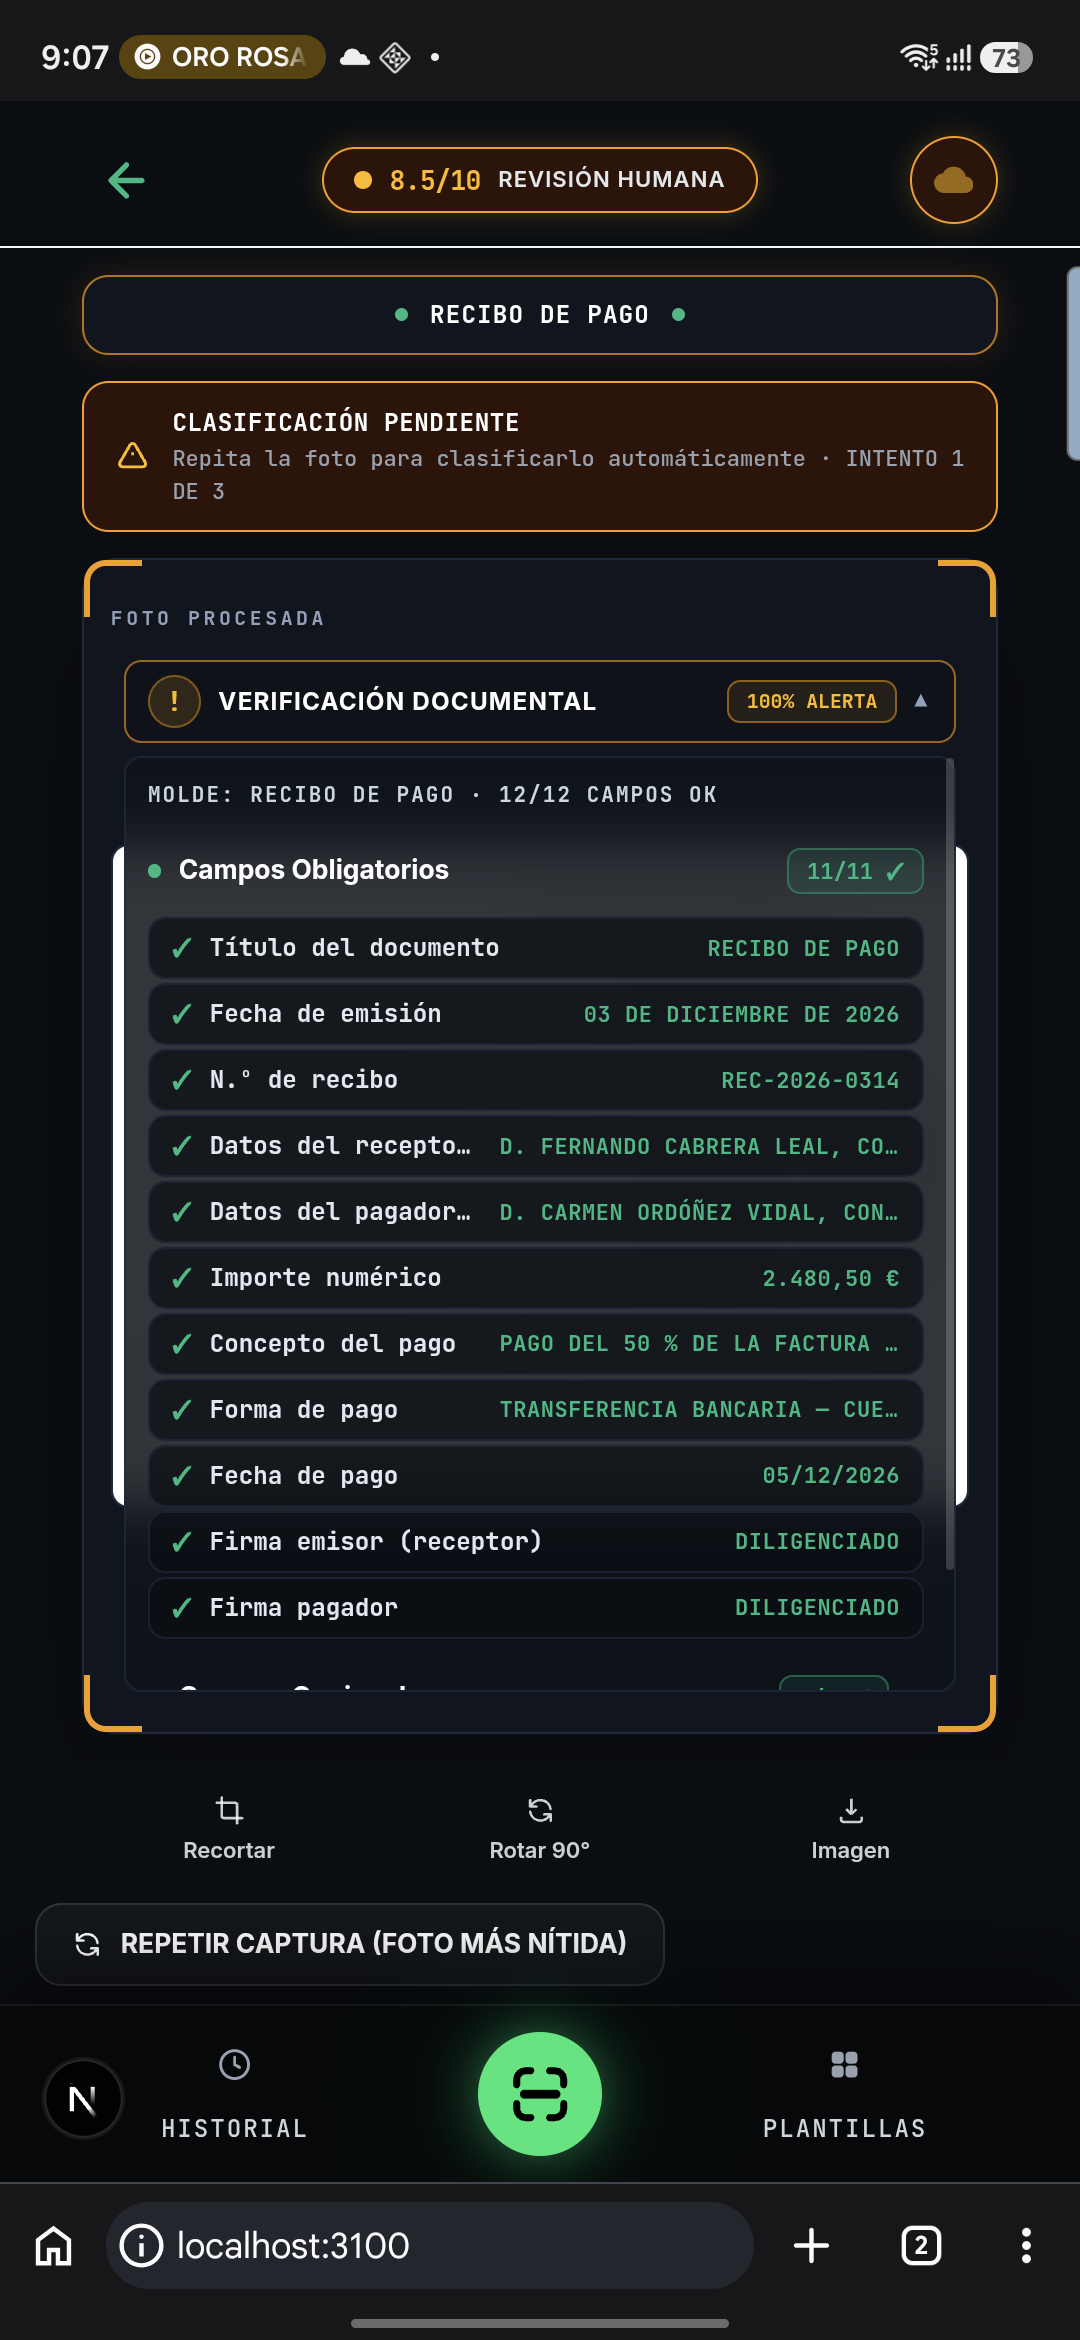 9:07
ORO ROSA
5
73
8.5/10 REVISIÓN HUMANA
RECIBO DE PAGO
CLASIFICACIÓN PENDIENTE
Repita la foto para clasificarlo automáticamente · INTENTO 1
DE 3
FOTO PROCESADA
! VERIFICACIÓN DOCUMENTAL 100% ALERTA ▲
MOLDE: RECIBO DE PAGO · 12/12 CAMPOS OK
Campos Obligatorios 11/11 ✓
✓ Título del documento RECIBO DE PAGO
✓ Fecha de emisión 03 DE DICIEMBRE DE 2026
✓ N.º de recibo REC-2026-0314
✓ Datos del recepto… D. FERNANDO CABRERA LEAL, CO…
✓ Datos del pagador… D. CARMEN ORDÓÑEZ VIDAL, CON…
✓ Importe numérico 2.480,50 €
✓ Concepto del pago PAGO DEL 50 % DE LA FACTURA …
✓ Forma de pago TRANSFERENCIA BANCARIA — CUE…
✓ Fecha de pago 05/12/2026
✓ Firma emisor (receptor) DILIGENCIADO
✓ Firma pagador DILIGENCIADO
Recortar
Rotar 90°
Imagen
REPETIR CAPTURA (FOTO MÁS NÍTIDA)
N
HISTORIAL
PLANTILLAS
localhost:3100
2